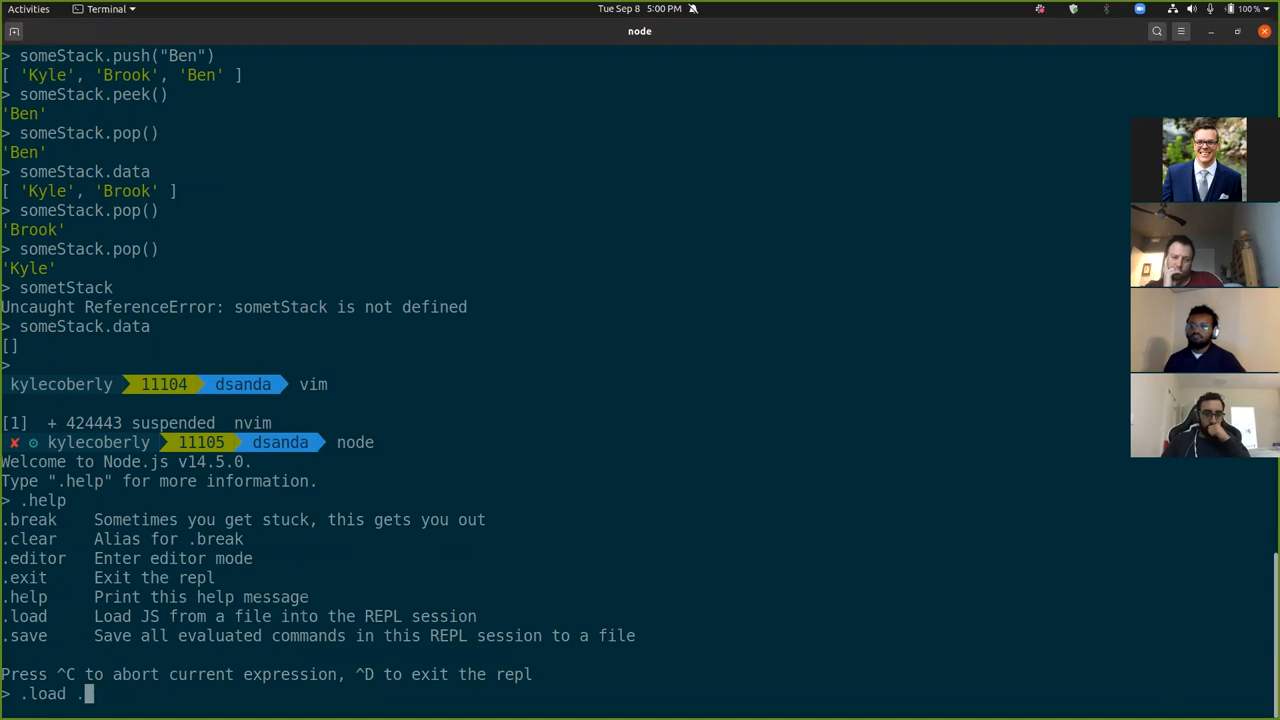 Activities
Terminal
Tue Sep 8 5:00 PM
100 %
node
> someStack.push("Ben")
[ 'Kyle', 'Brook', 'Ben' ]
> someStack.peek()
'Ben'
> someStack.pop()
'Ben'
> someStack.data
[ 'Kyle', 'Brook' ]
> someStack.pop()
'Brook'
> someStack.pop()
'Kyle'
> sometStack
Uncaught ReferenceError: sometStack is not defined
> someStack.data
[]
>
kylecoberly 11104 dsanda vim
[1]  + 424443 suspended  nvim
✘ ⚙ kylecoberly 11105 dsanda node
Welcome to Node.js v14.5.0.
Type ".help" for more information.
> .help
.break    Sometimes you get stuck, this gets you out
.clear    Alias for .break
.editor   Enter editor mode
.exit     Exit the repl
.help     Print this help message
.load     Load JS from a file into the REPL session
.save     Save all evaluated commands in this REPL session to a file
Press ^C to abort current expression, ^D to exit the repl
> .load .